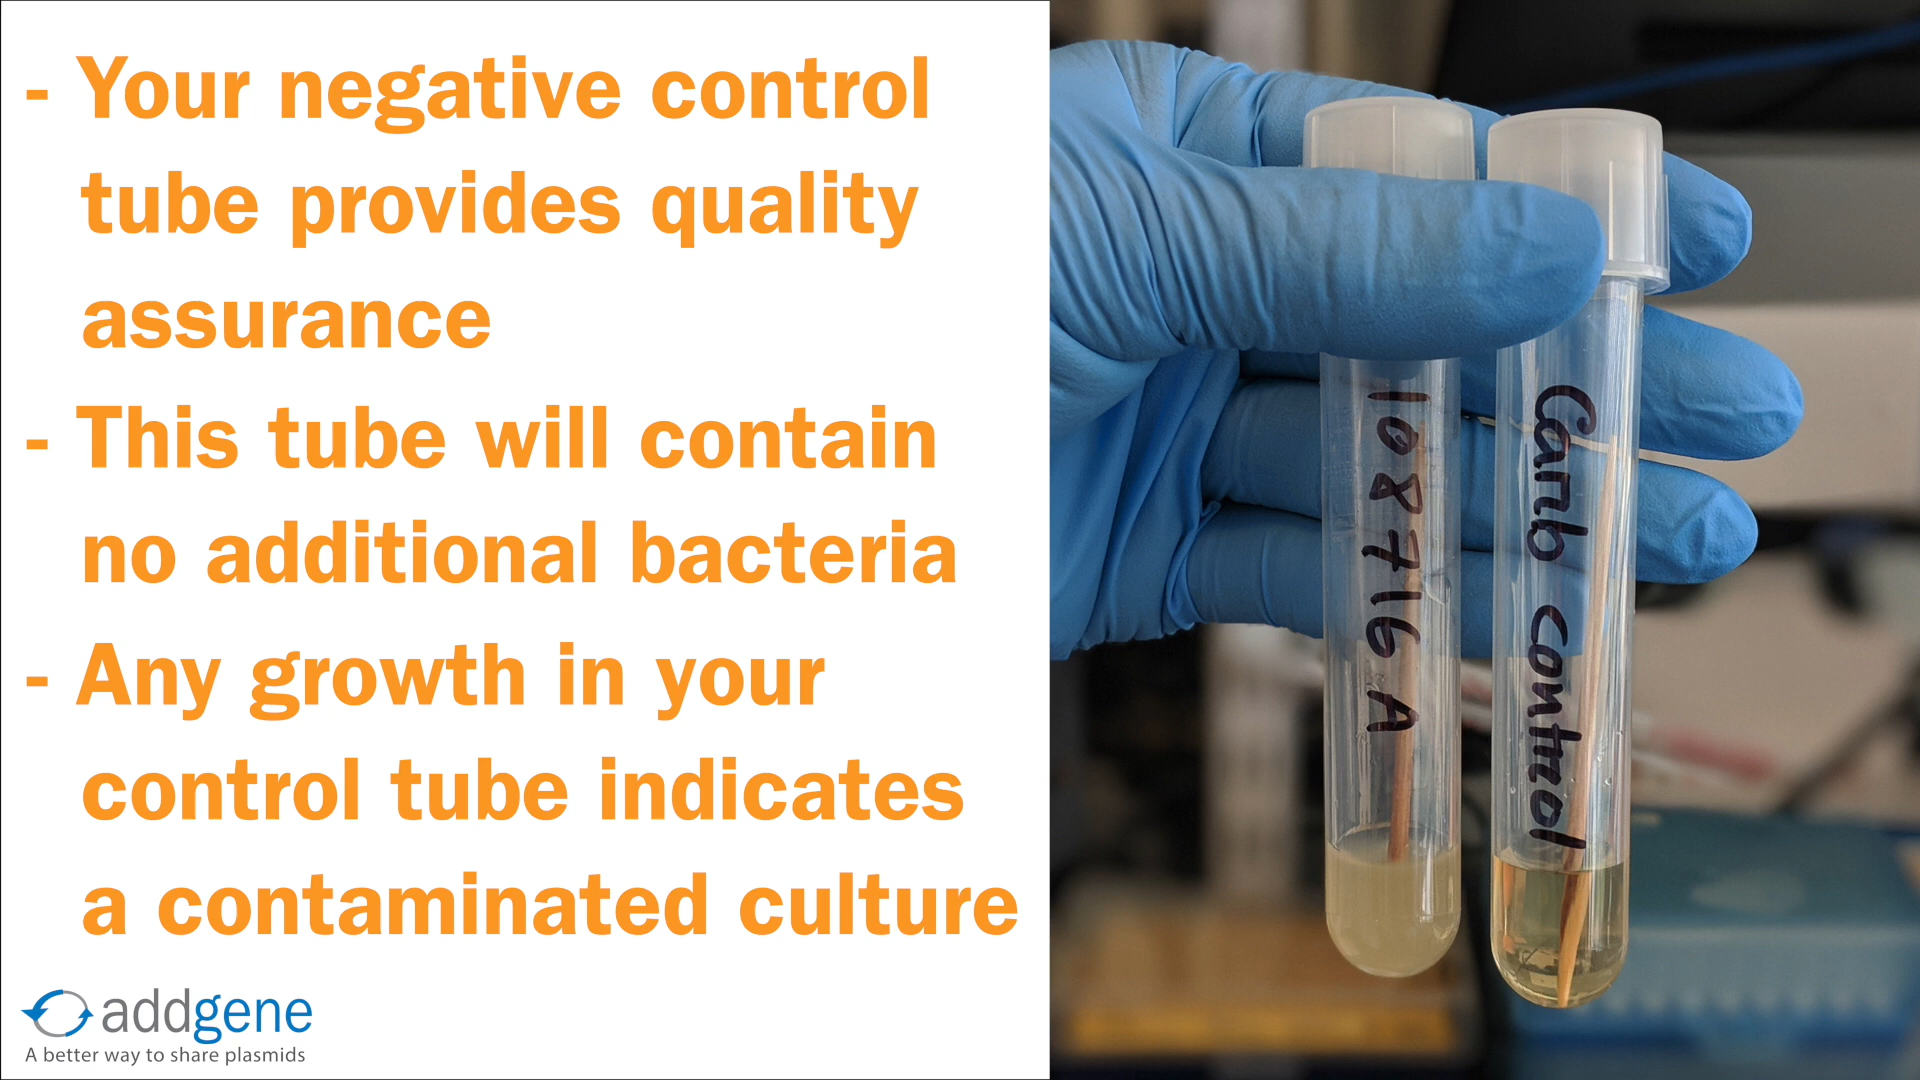 - Your negative control
tube provides quality
assurance
- This tube will contain
no additional bacteria
- Any growth in your
control tube indicates
a contaminated culture
addgene
A better way to share plasmids
108716 A
Carb control